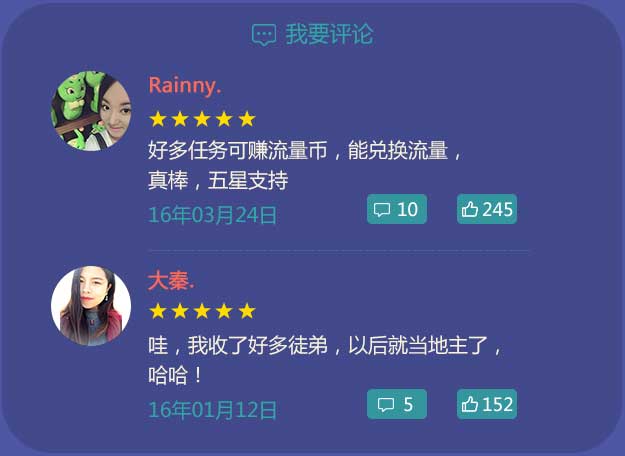 我要评论
Rainny.
★★★★★
好多任务可赚流量币，能兑换流量，
真棒，五星支持
16年03月24日 10 245
大秦.
★★★★★
哇，我收了好多徒弟，以后就当地主了，
哈哈！
16年01月12日 5 152